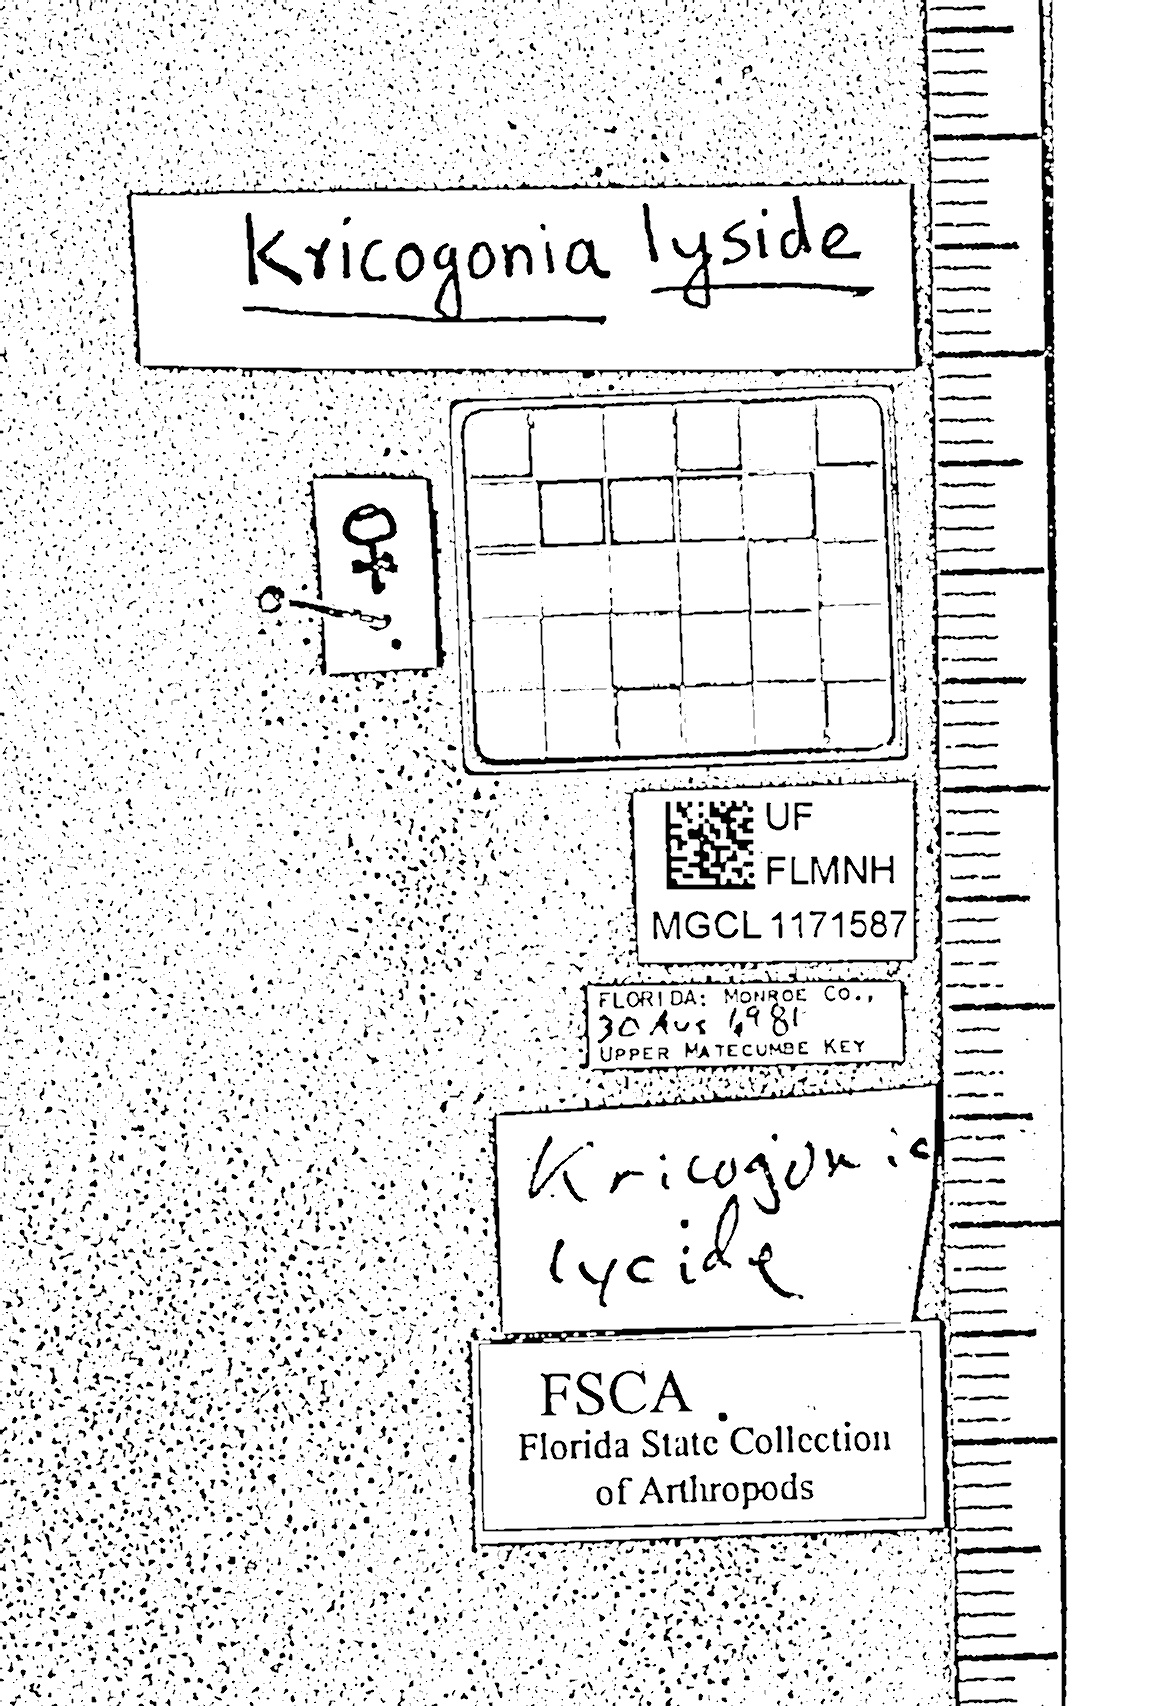 Kricogonia lyside
♀
UF
FLMNH
MGCL 1171587
FLORIDA: MONROE CO.,
30 Aug 1981
UPPER MATECUMBE KEY
Kricogonia
lycide
FSCA
Florida State Collection
of Arthropods